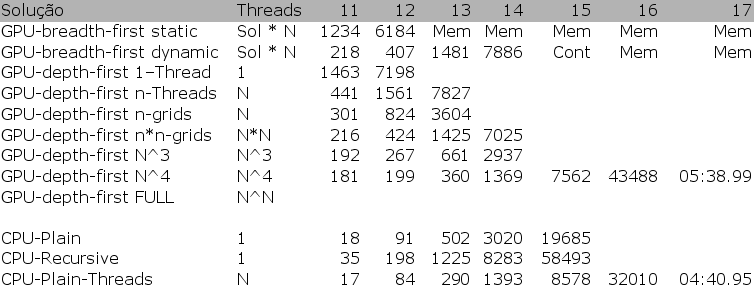 Solução Threads 11 12 13 14 15 16 17
GPU-breadth-first static Sol * N 1234 6184 Mem Mem Mem Mem Mem
GPU-breadth-first dynamic Sol * N 218 407 1481 7886 Cont Mem Mem
GPU-depth-first 1–Thread 1 1463 7198
GPU-depth-first n-Threads N 441 1561 7827
GPU-depth-first n-grids N 301 824 3604
GPU-depth-first n*n-grids N*N 216 424 1425 7025
GPU-depth-first N^3 N^3 192 267 661 2937
GPU-depth-first N^4 N^4 181 199 360 1369 7562 43488 05:38.99
GPU-depth-first FULL N^N
CPU-Plain 1 18 91 502 3020 19685
CPU-Recursive 1 35 198 1225 8283 58493
CPU-Plain-Threads N 17 84 290 1393 8578 32010 04:40.95